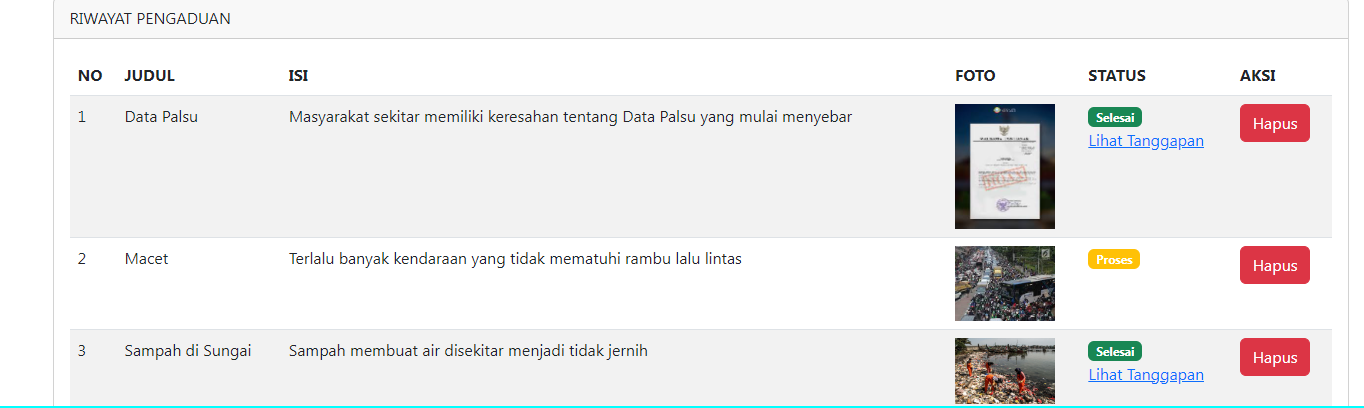 RIWAYAT PENGADUAN
NO JUDUL ISI FOTO STATUS AKSI
1 Data Palsu Masyarakat sekitar memiliki keresahan tentang Data Palsu yang mulai menyebar Selesai Hapus
Lihat Tanggapan
HOAX
2 Macet Terlalu banyak kendaraan yang tidak mematuhi rambu lalu lintas Proses Hapus
3 Sampah di Sungai Sampah membuat air disekitar menjadi tidak jernih Selesai Hapus
Lihat Tanggapan